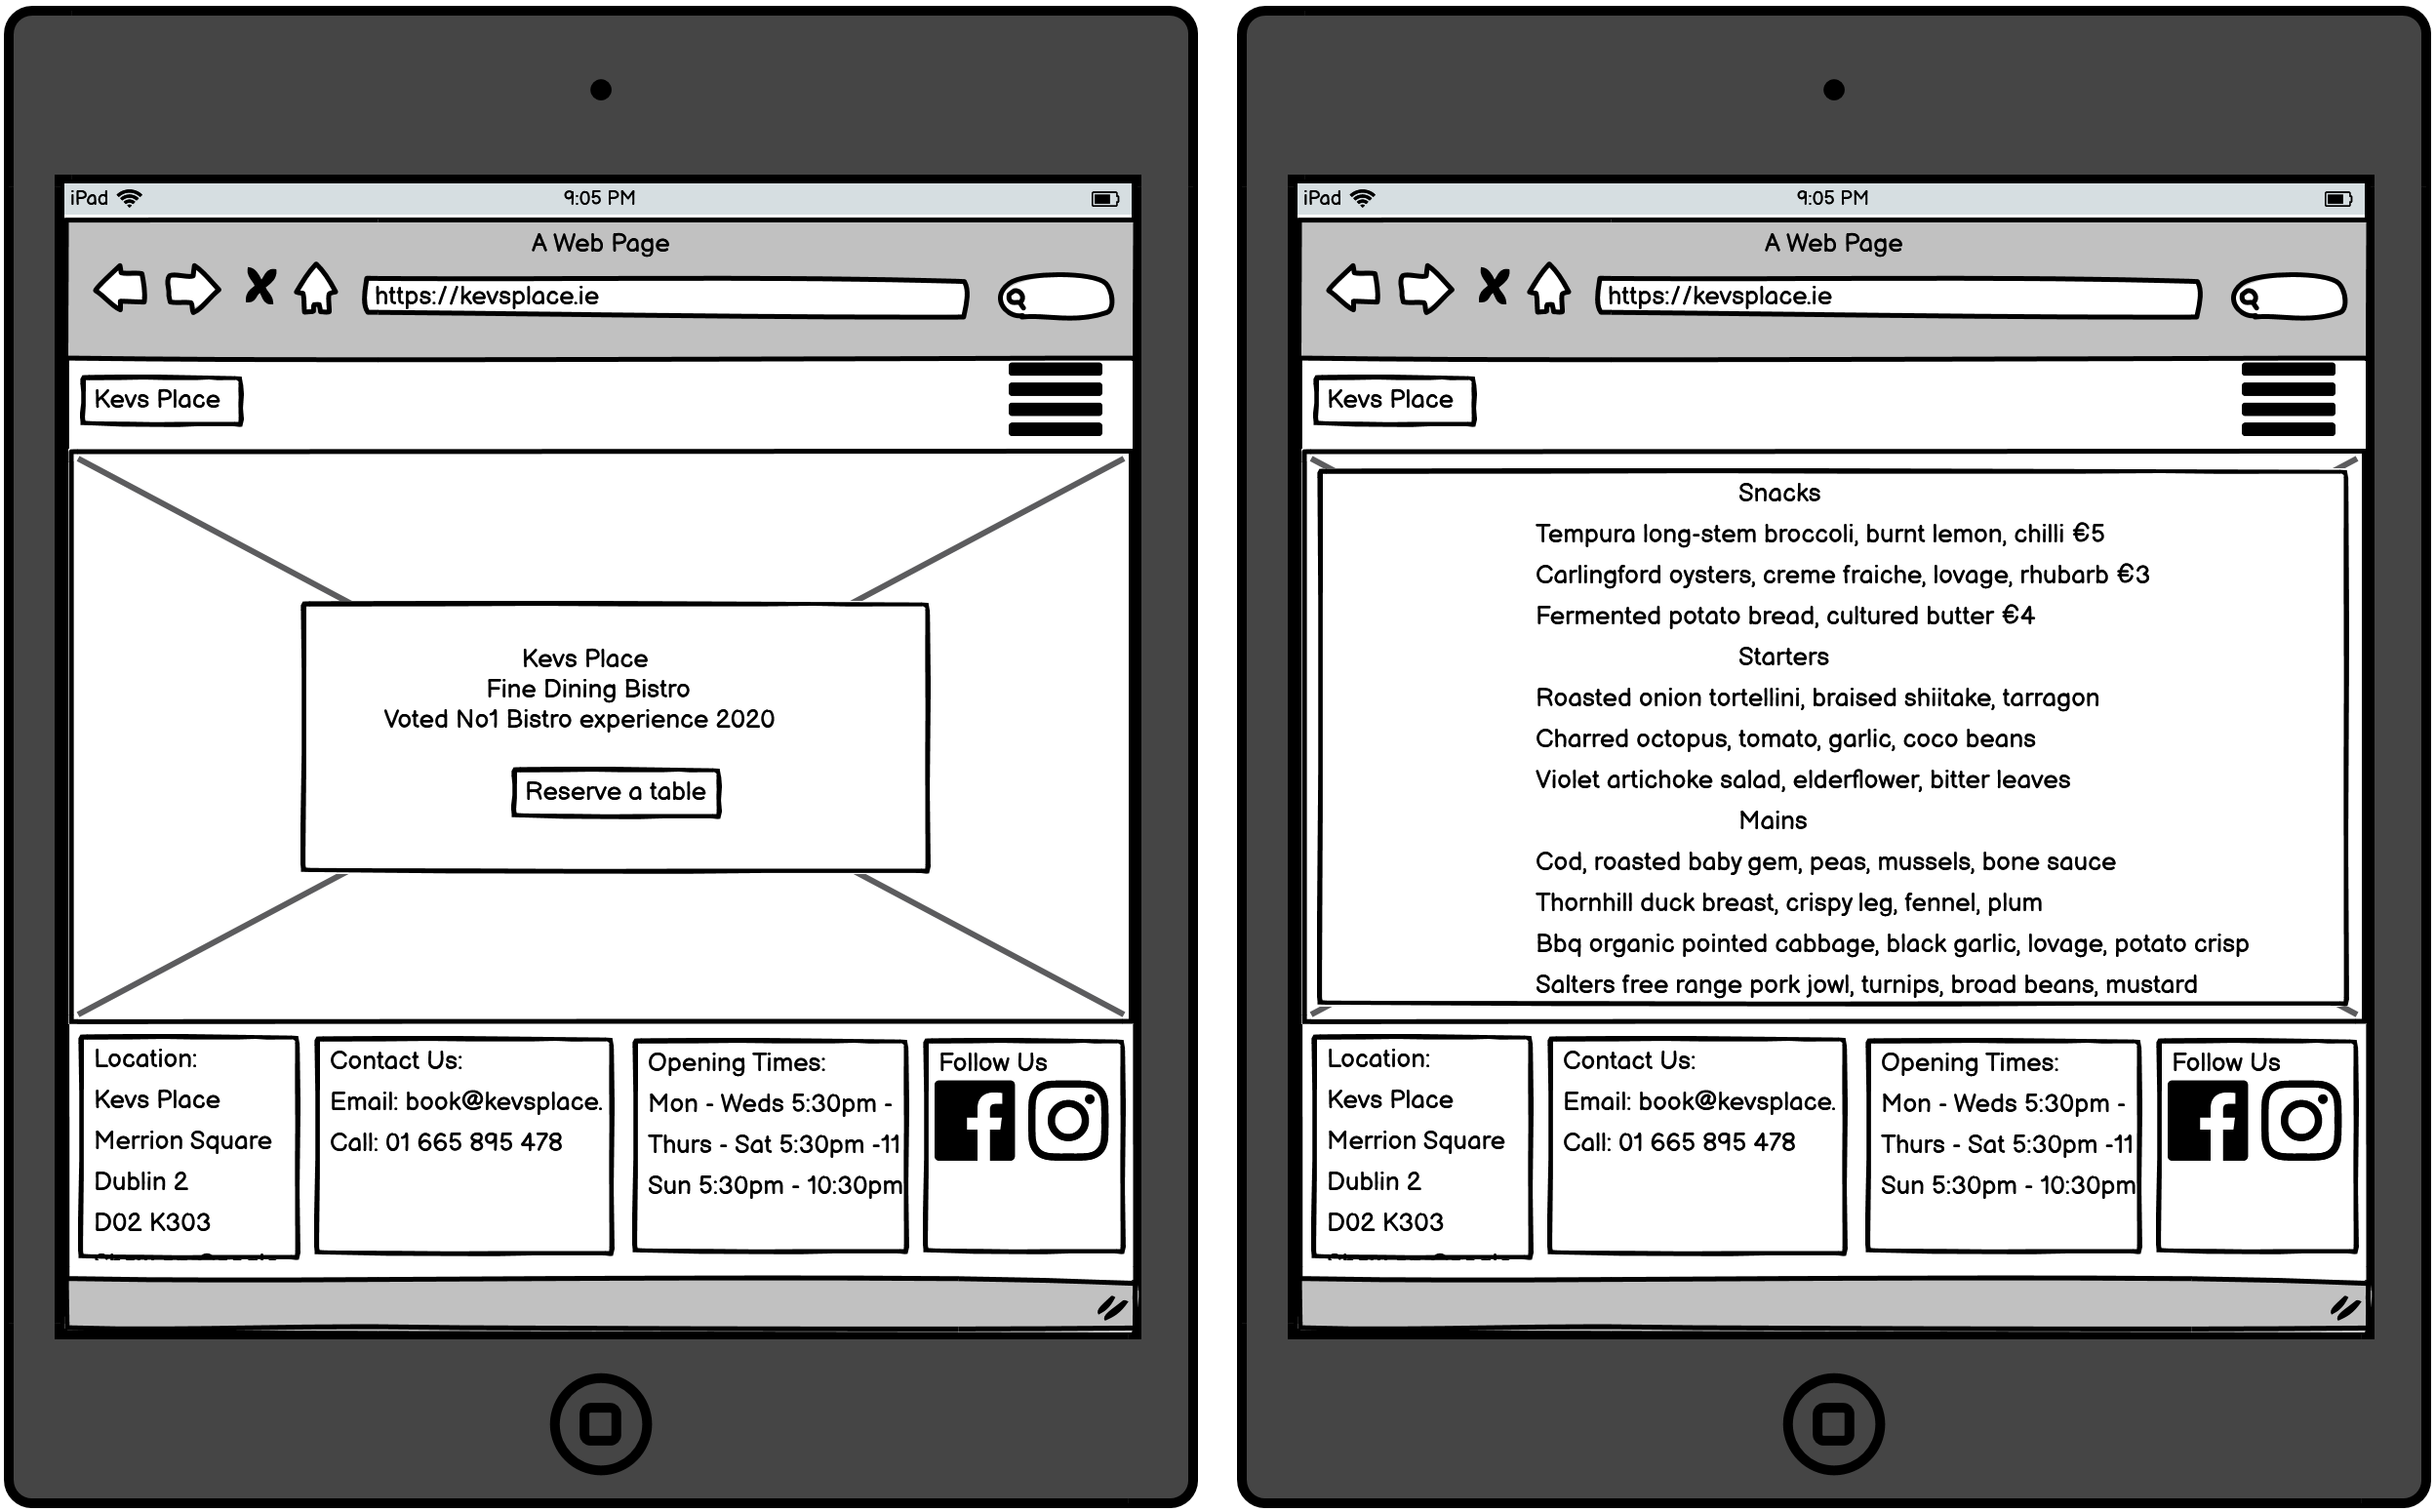 iPad 9:05 PM
A Web Page
https://kevsplace.ie
Kevs Place
Kevs Place
Fine Dining Bistro
Voted No1 Bistro experience 2020
Reserve a table
Location:
Kevs Place
Merrion Square
Dublin 2
D02 K303
Contact Us:
Email: book@kevsplace.
Call: 01 665 895 478
Opening Times:
Mon - Weds 5:30pm -
Thurs - Sat 5:30pm -11
Sun 5:30pm - 10:30pm
Follow Us
iPad 9:05 PM
A Web Page
https://kevsplace.ie
Kevs Place
Snacks
Tempura long-stem broccoli, burnt lemon, chilli €5
Carlingford oysters, creme fraiche, lovage, rhubarb €3
Fermented potato bread, cultured butter €4
Starters
Roasted onion tortellini, braised shiitake, tarragon
Charred octopus, tomato, garlic, coco beans
Violet artichoke salad, elderflower, bitter leaves
Mains
Cod, roasted baby gem, peas, mussels, bone sauce
Thornhill duck breast, crispy leg, fennel, plum
Bbq organic pointed cabbage, black garlic, lovage, potato crisp
Salters free range pork jowl, turnips, broad beans, mustard
Location:
Kevs Place
Merrion Square
Dublin 2
D02 K303
Contact Us:
Email: book@kevsplace.
Call: 01 665 895 478
Opening Times:
Mon - Weds 5:30pm -
Thurs - Sat 5:30pm -11
Sun 5:30pm - 10:30pm
Follow Us